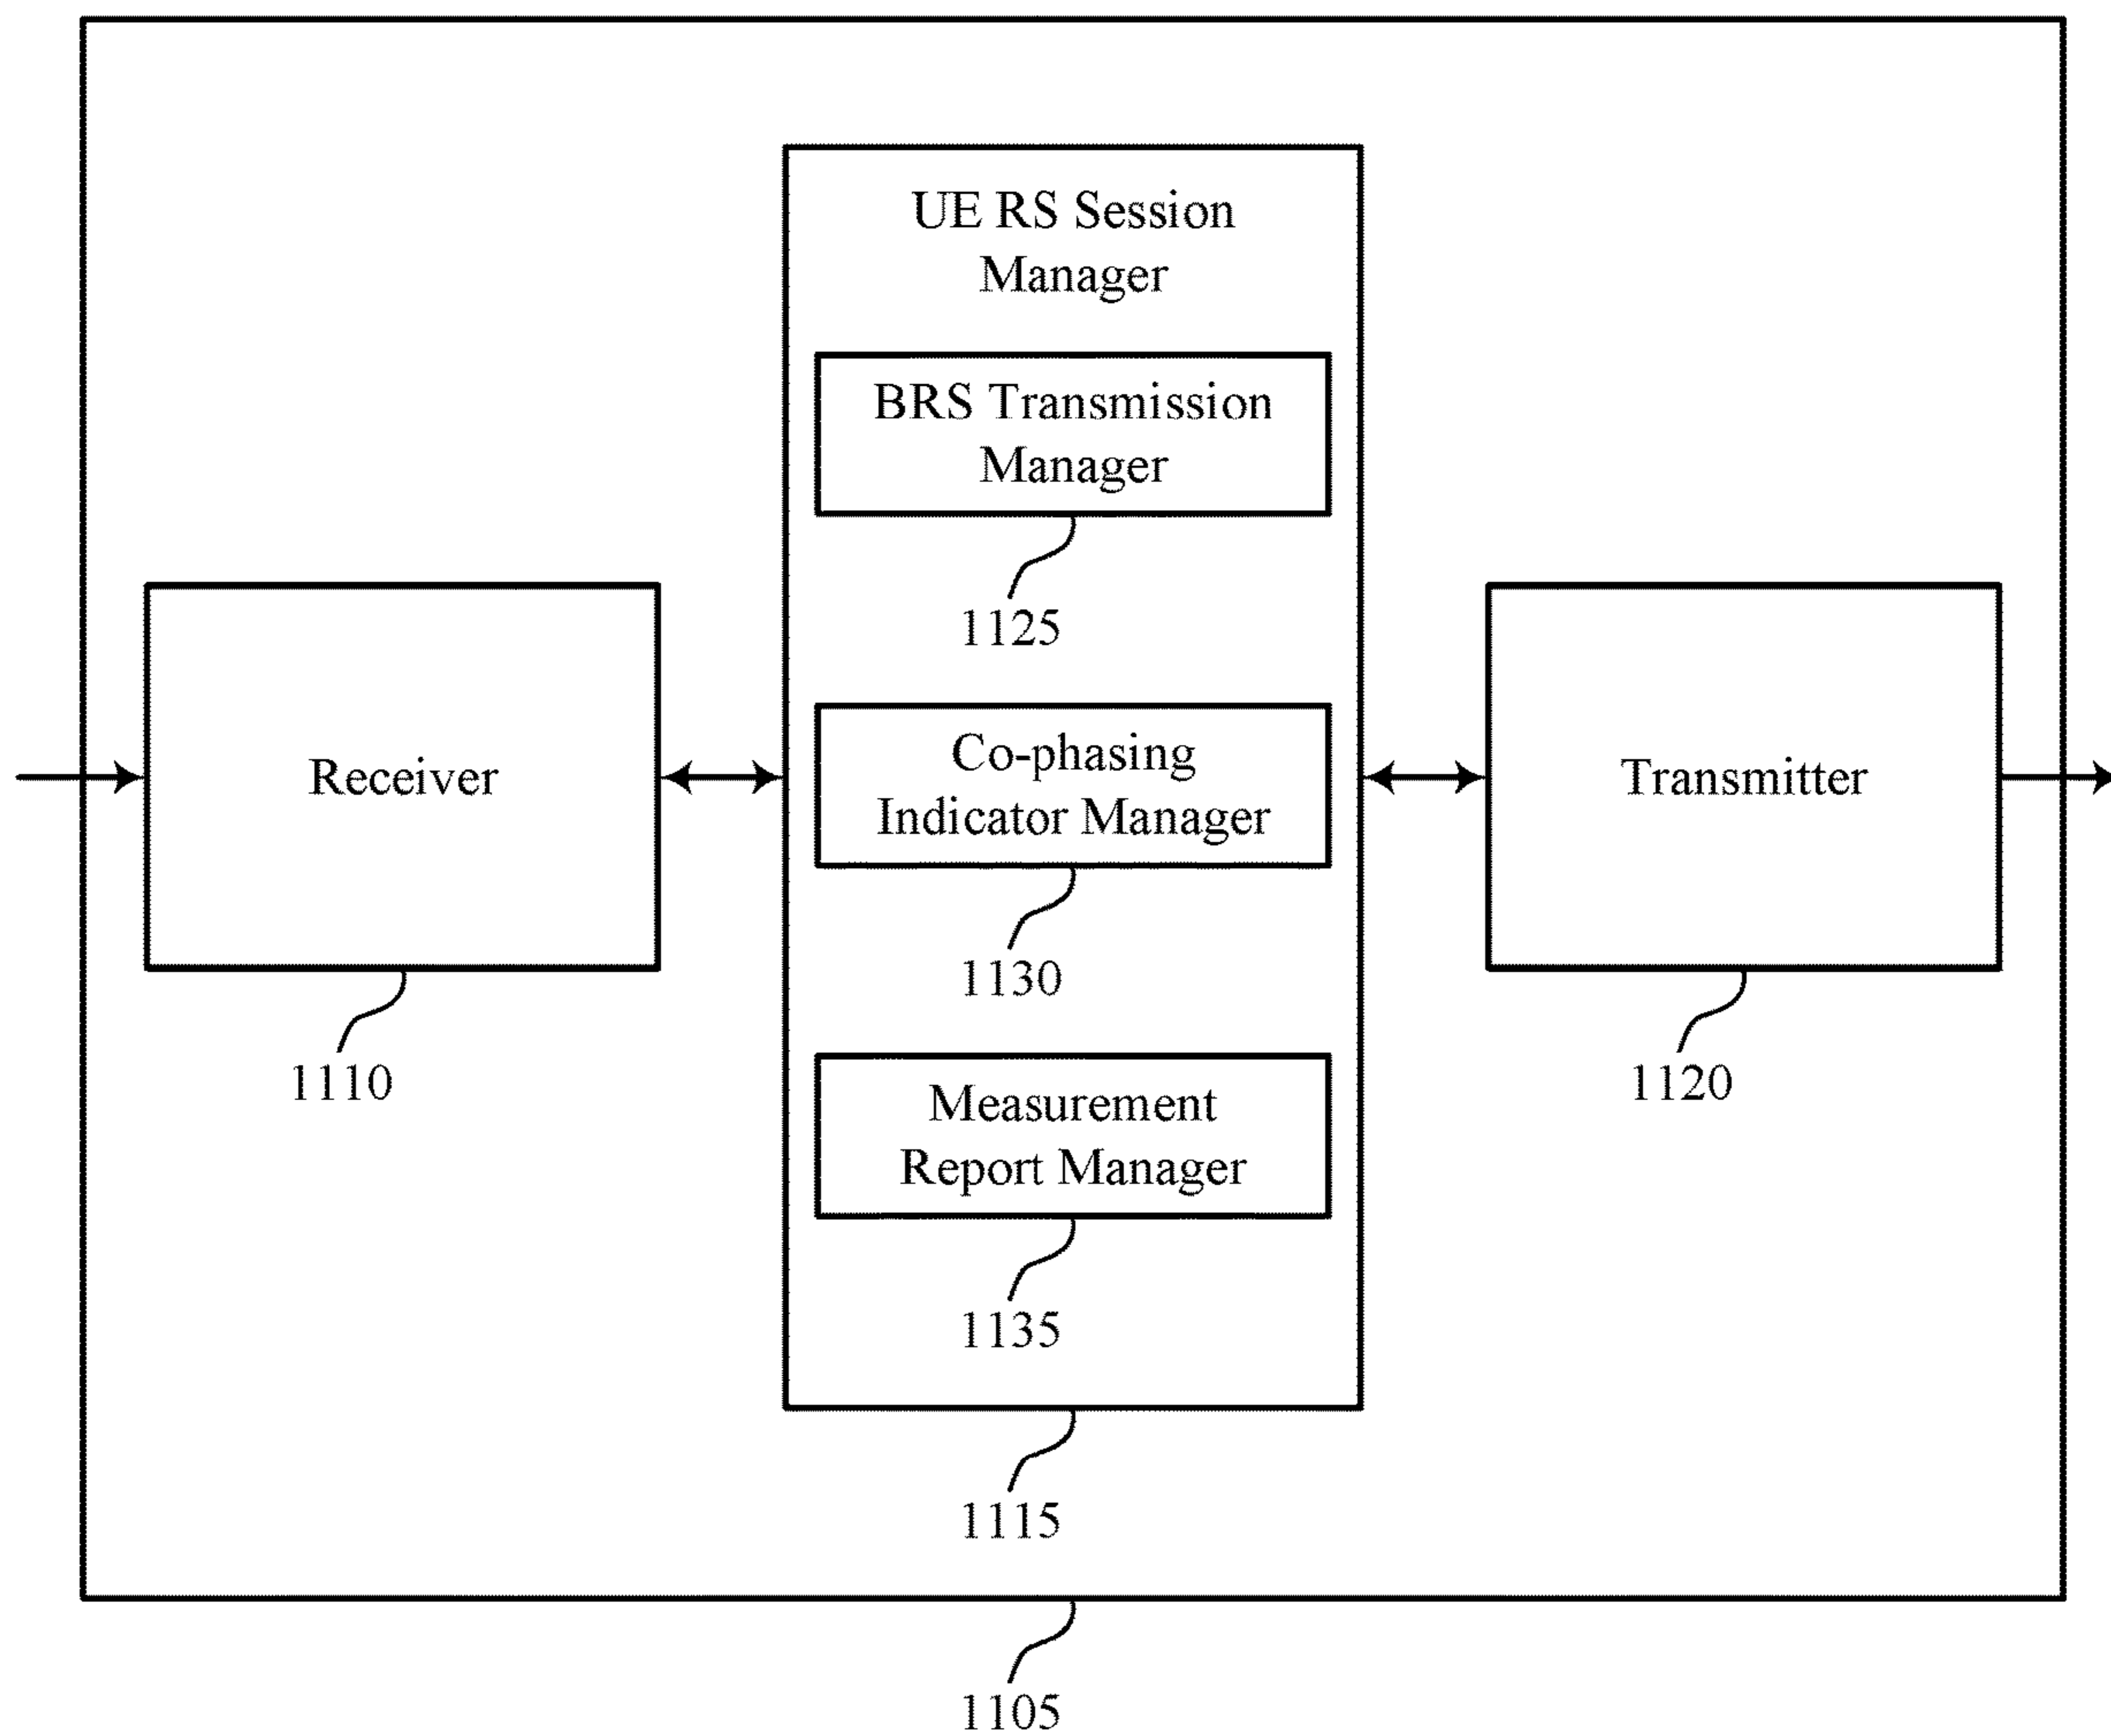 UE RS Session
Manager
BRS Transmission
Manager
1125
Receiver
1110
Co-phasing
Indicator Manager
1130
Transmitter
1120
Measurement
Report Manager
1135
1115
1105